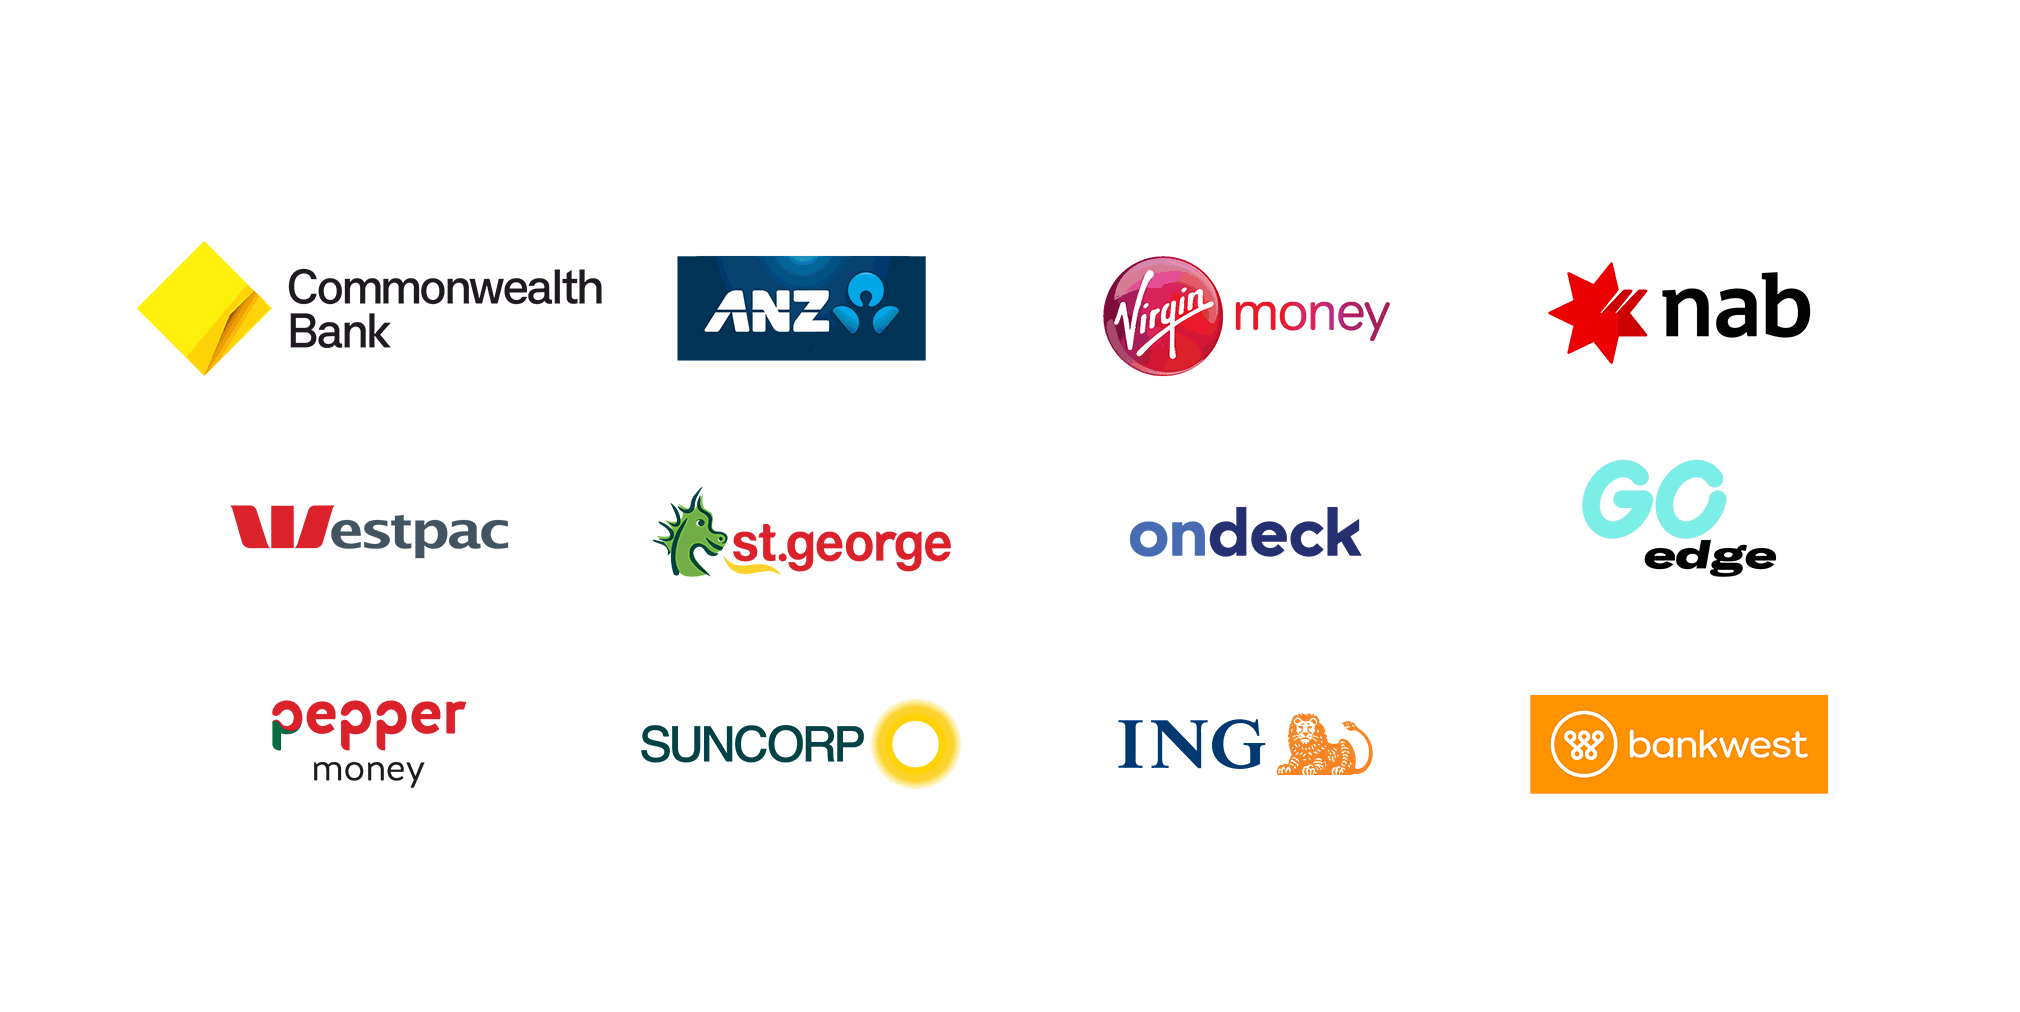 Commonwealth
Bank
ANZ
Virgin money
nab
Westpac
st.george
ondeck
GO
edge
pepper
money
SUNCORP
ING
bankwest